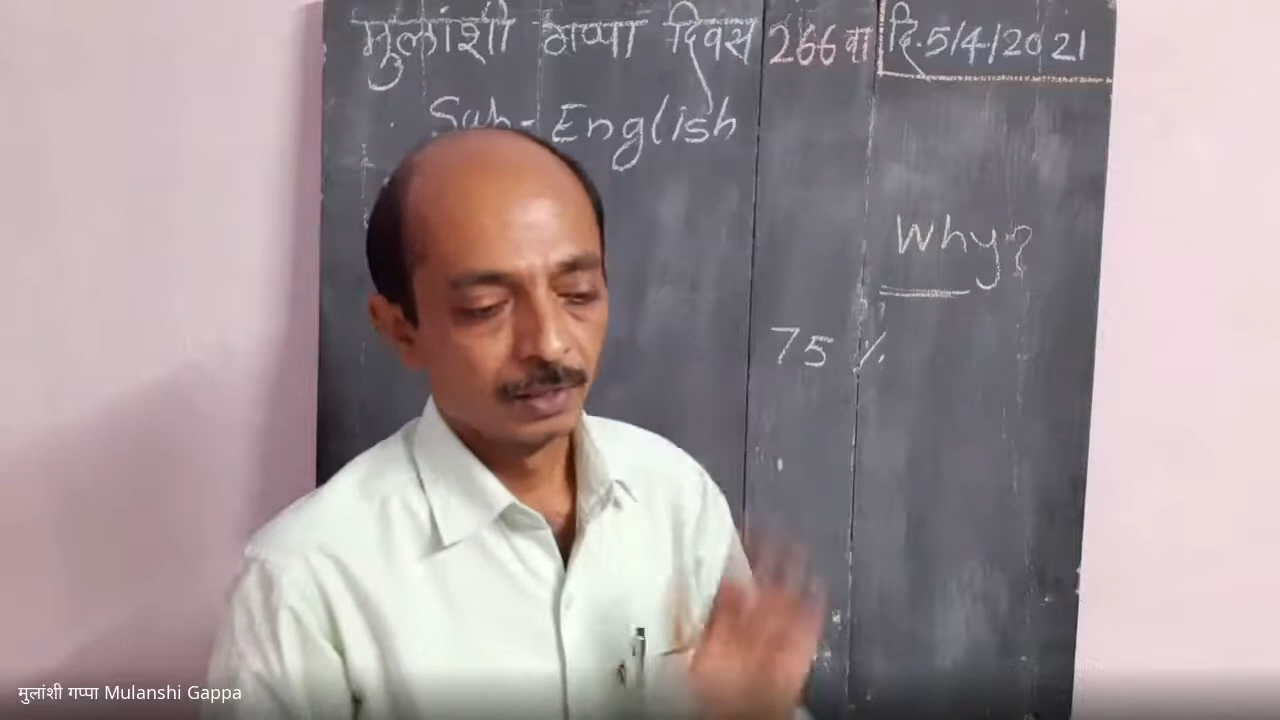 मुलांशी गप्पा दिवस 266 वा दि. 5/4/2021
Sub- English
Why?
75 %
मुलांशी गप्पा Mulanshi Gappa